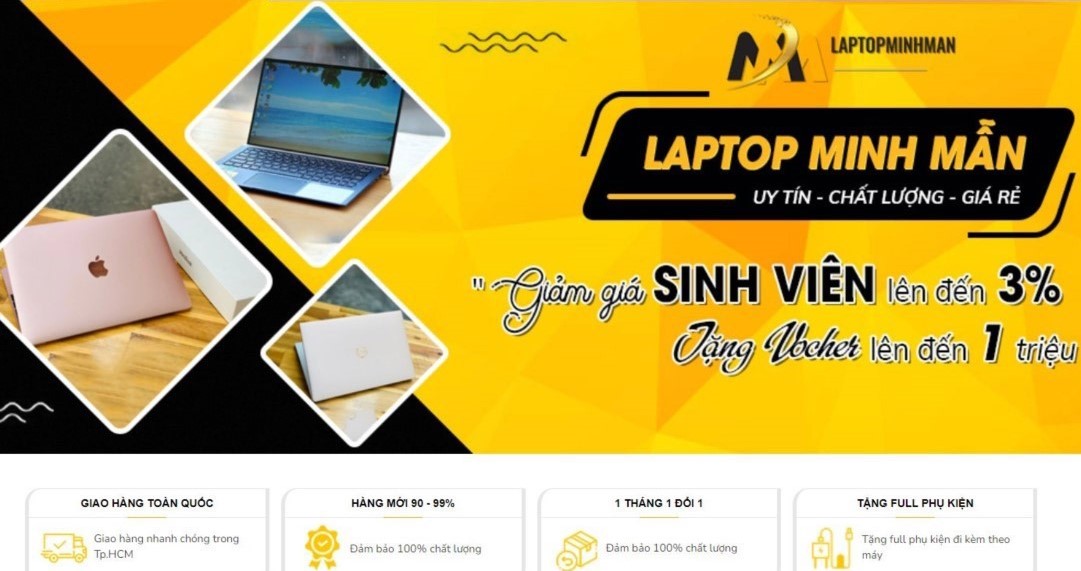 LAPTOPMINHMAN
LAPTOP MINH MẪN
UY TÍN - CHẤT LƯỢNG - GIÁ RẺ
" Giảm giá SINH VIÊN lên đến 3%
Tặng Vocher lên đến 1 triệu
GIAO HÀNG TOÀN QUỐC
Giao hàng nhanh chóng trong
Tp.HCM
HÀNG MỚI 90 - 99%
Đảm bảo 100% chất lượng
1 THÁNG 1 ĐỔI 1
Đảm bảo 100% chất lượng
TẶNG FULL PHỤ KIỆN
Tặng full phụ kiện đi kèm theo
máy